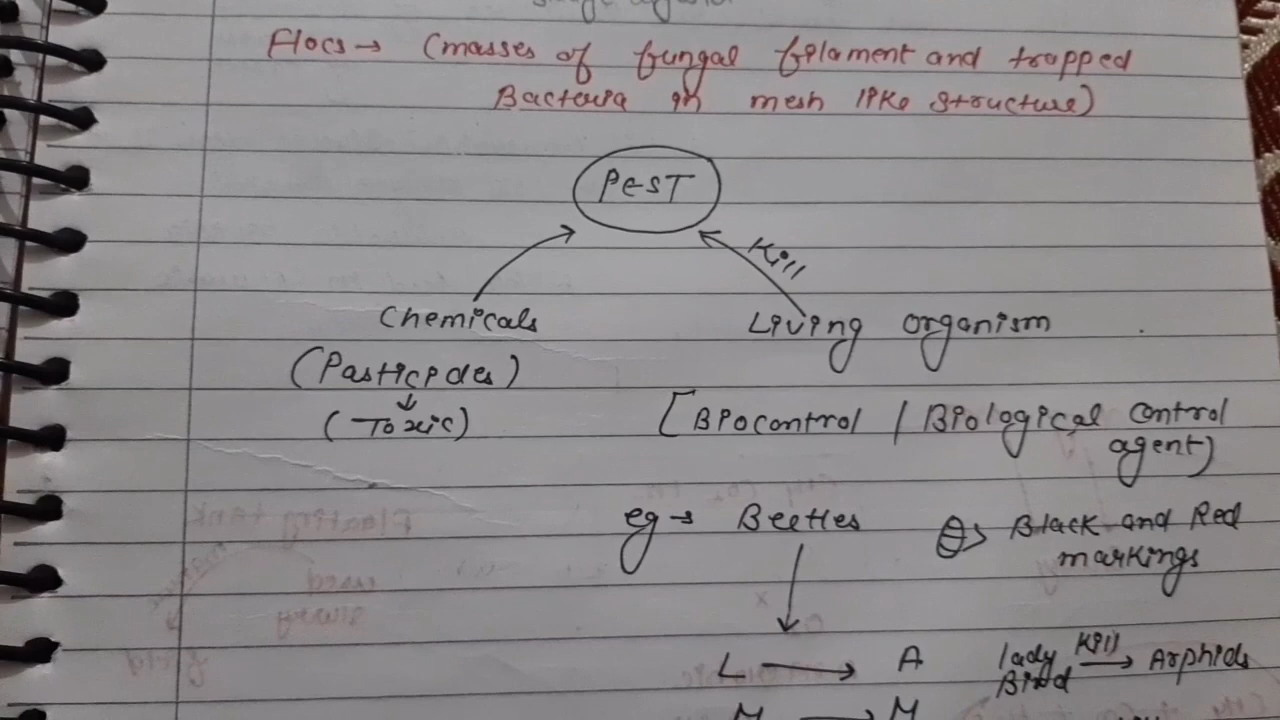 Flocs → (masses of fungal filament and trapped
Bacteria in mesh like structure)
PEST
Kill
Chemicals
Living organism
(Pasticides)
↓
(Toxic)
[Biocontrol / Biological Control
agent)
eg → Beetles
Black and Red
markings
L → A
lady Bird Kill → Arphids
M → M